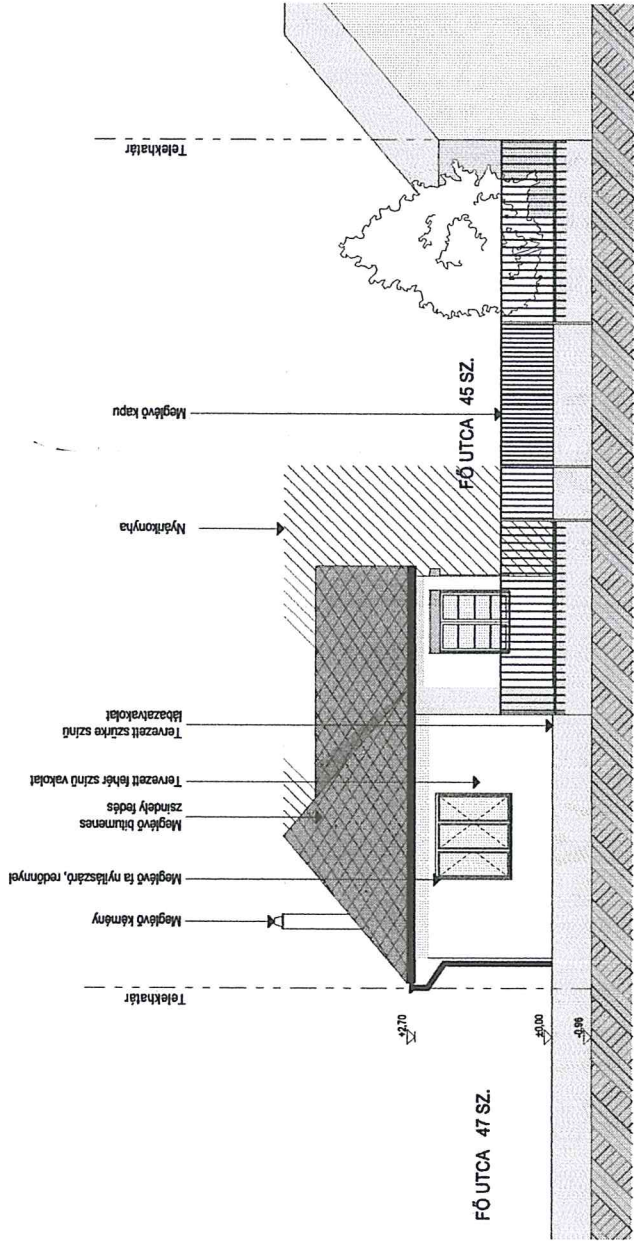 Telekhatár
Meglévő kémény
Meglévő fa nyílászáró, redőnnyel
Meglévő bitumenes
zsindely fedés
Tervezett fehér színű vakolat
Tervezett szürke színű
lábazatvakolat
Nyárikonyha
Meglévő kapu
Telekhatár
+2,70
±0,00
-0,96
FŐ UTCA 47 SZ.
FŐ UTCA 45 SZ.